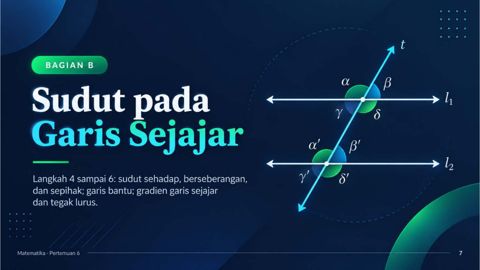 BAGIAN B
Sudut pada
Garis Sejajar
Langkah 4 sampai 6: sudut sehadap, berseberangan,
dan sepihak; garis bantu; gradien garis sejajar
dan tegak lurus.
t
α β
l₁
γ δ
α′ β′
l₂
γ′ δ′
Matematika · Pertemuan 6
7